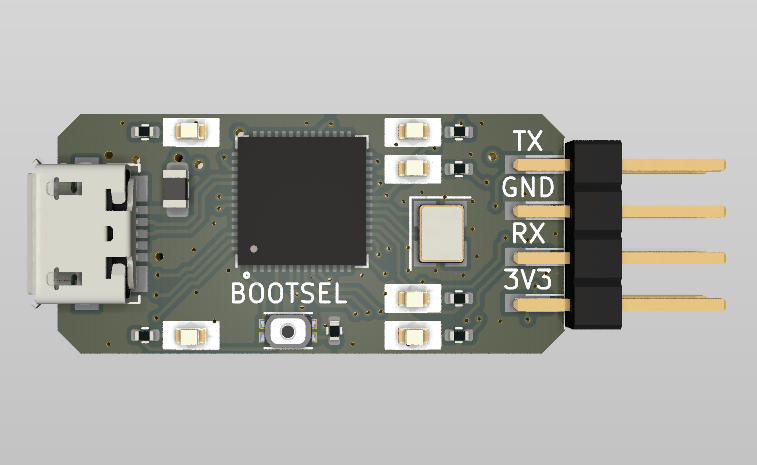 TX
GND
RX
3V3
BOOTSEL